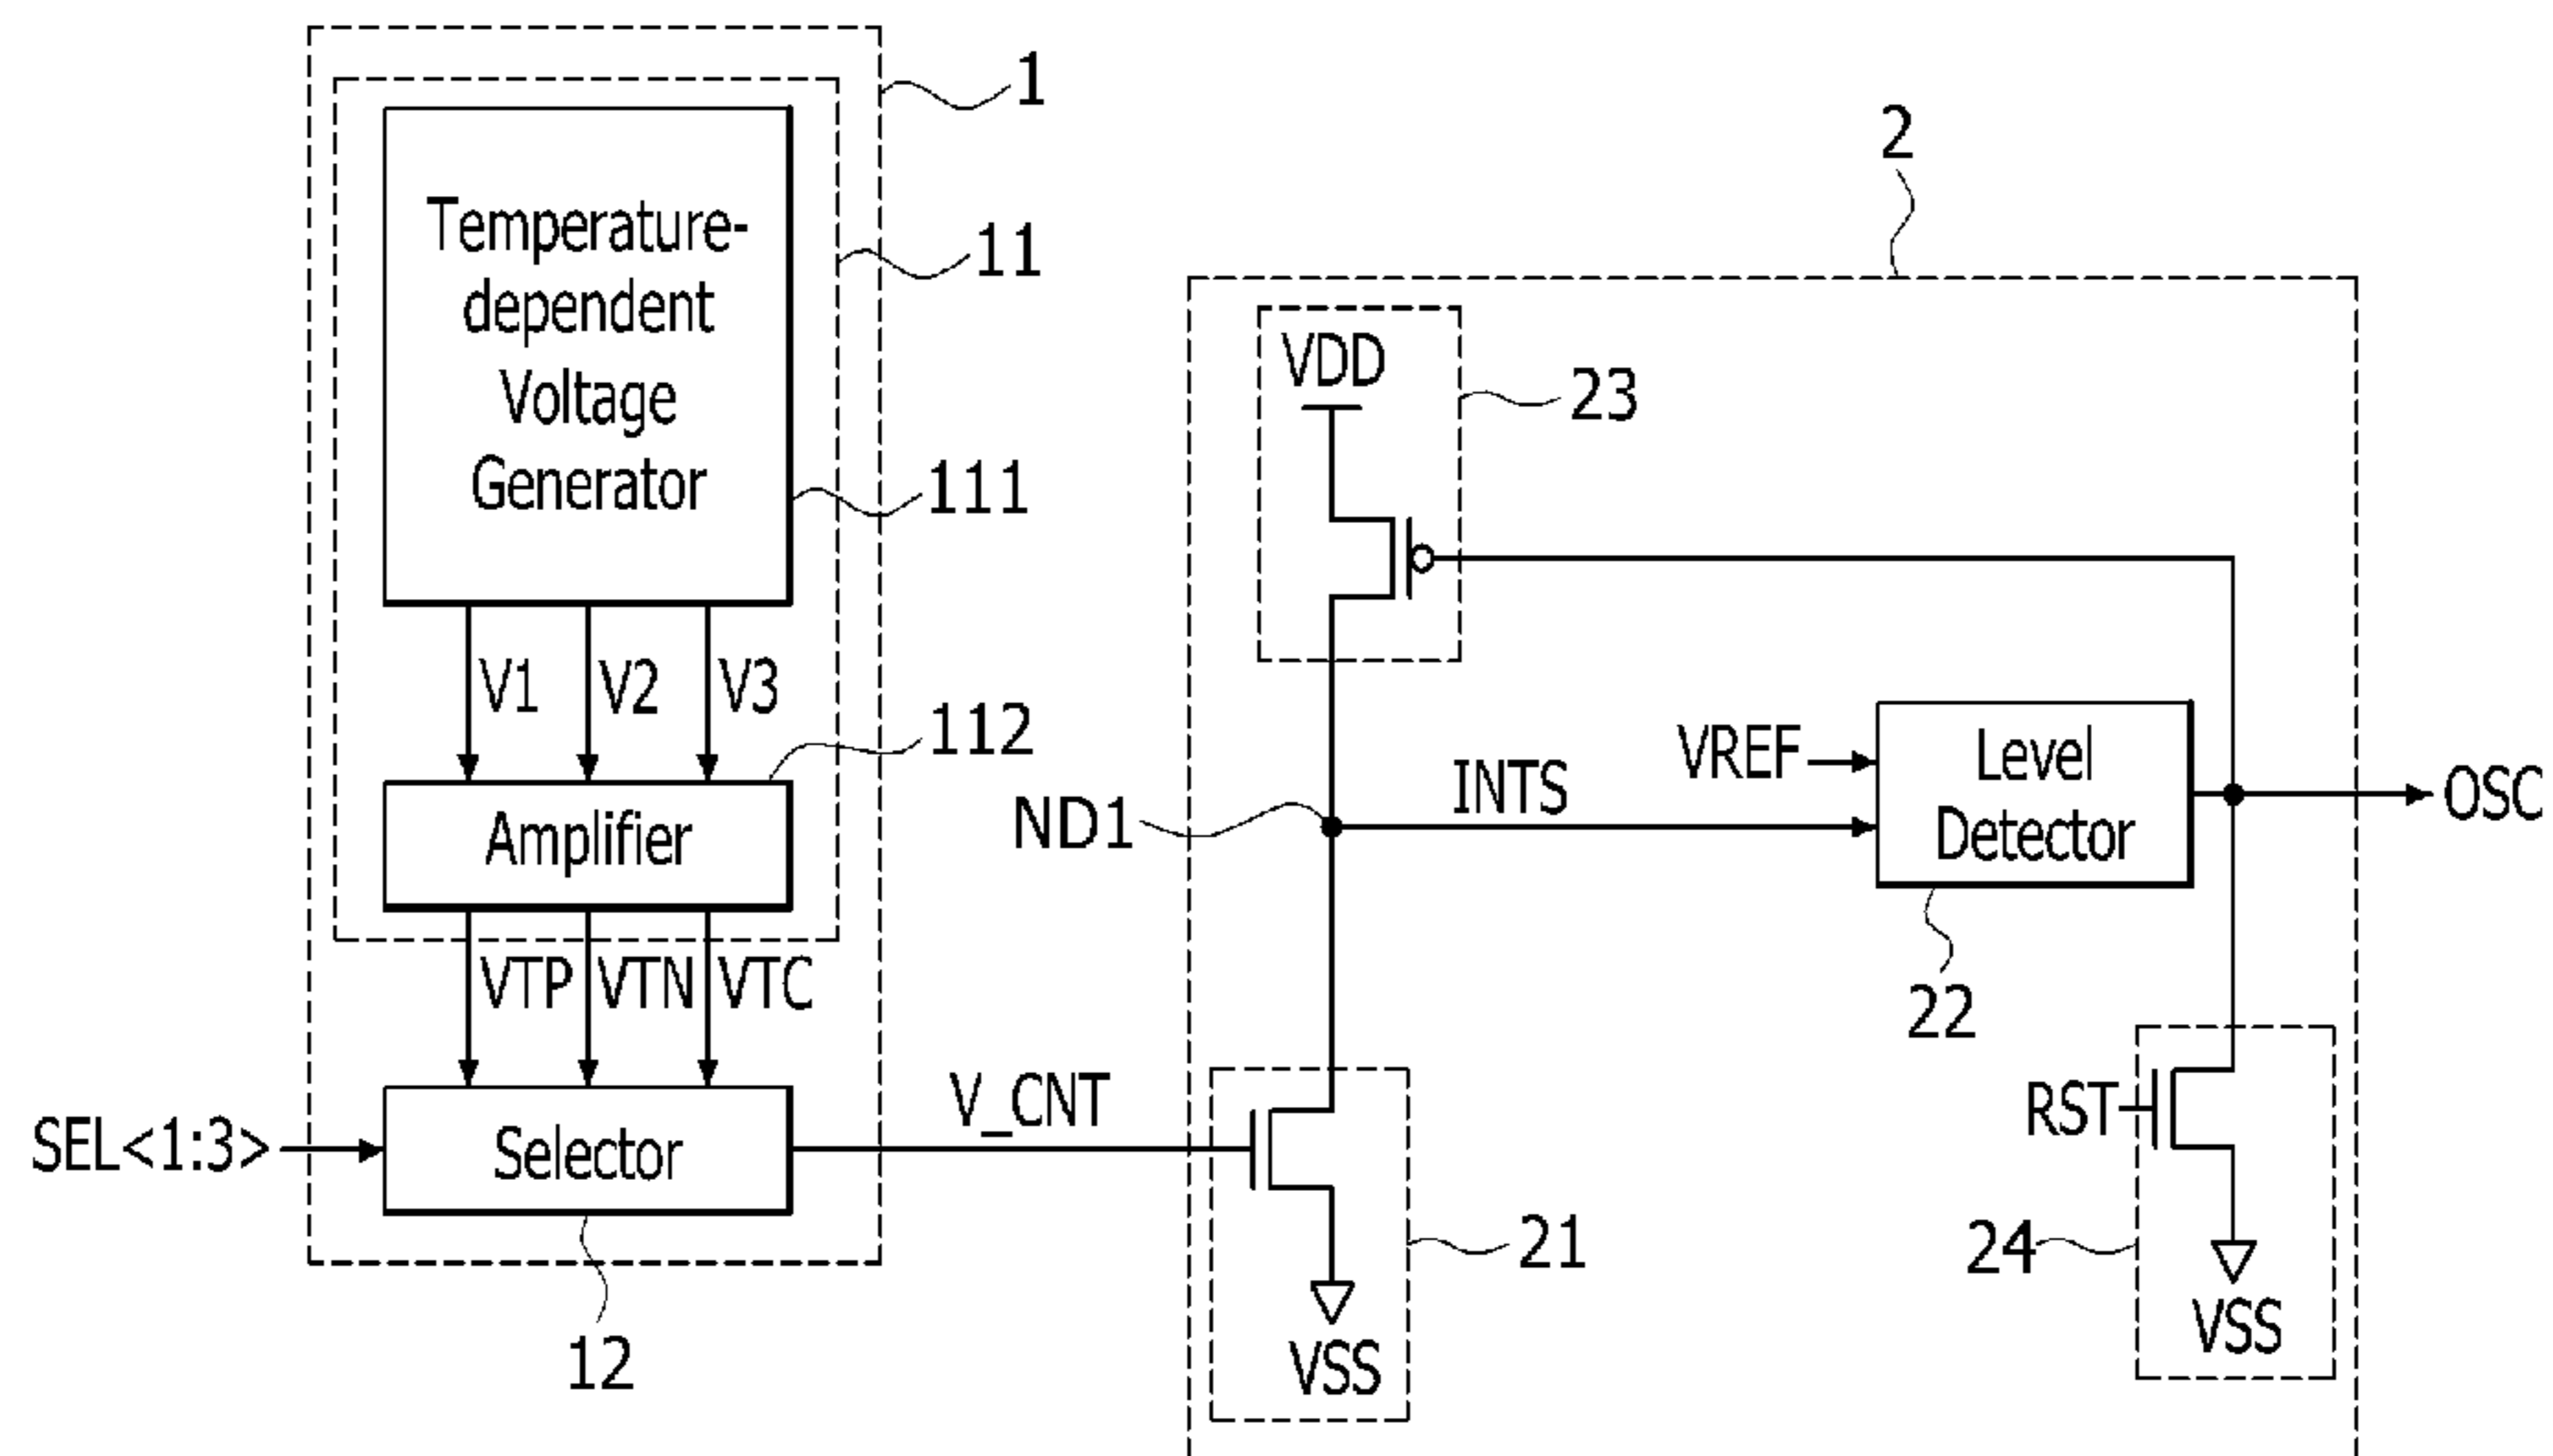 1
Temperature-
dependent
Voltage
Generator
11
111
V1 V2 V3
112
Amplifier
VTP VTN VTC
SEL<1:3>
Selector
12
V_CNT
2
VDD
23
ND1
INTS
VREF
Level
Detector
22
OSC
21
VSS
RST
24
VSS